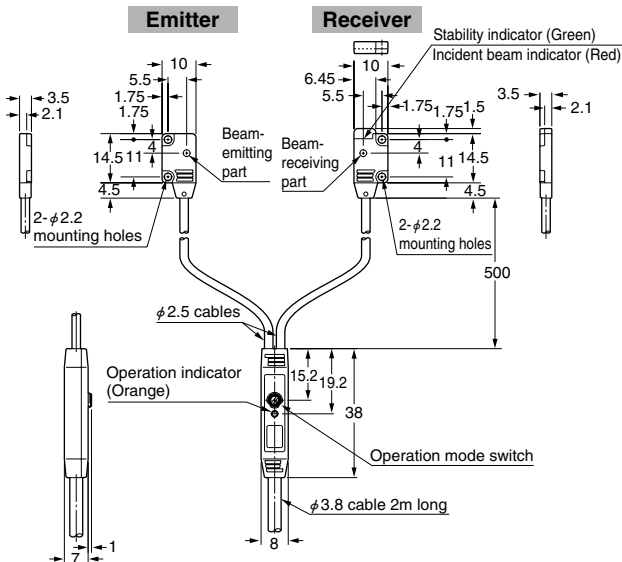 Emitter
Receiver
Stability indicator (Green)
Incident beam indicator (Red)
10
5.5
1.75
1.75
3.5
2.1
4
14.5
11
4.5
Beam-
emitting
part
2-φ2.2
mounting holes
10
6.45
5.5
1.75
1.75
1.5
4
14.5
11
4.5
Beam-
receiving
part
3.5
2.1
2-φ2.2
mounting holes
500
φ2.5 cables
Operation indicator
(Orange)
15.2
19.2
38
Operation mode switch
φ3.8 cable 2m long
8
1
7